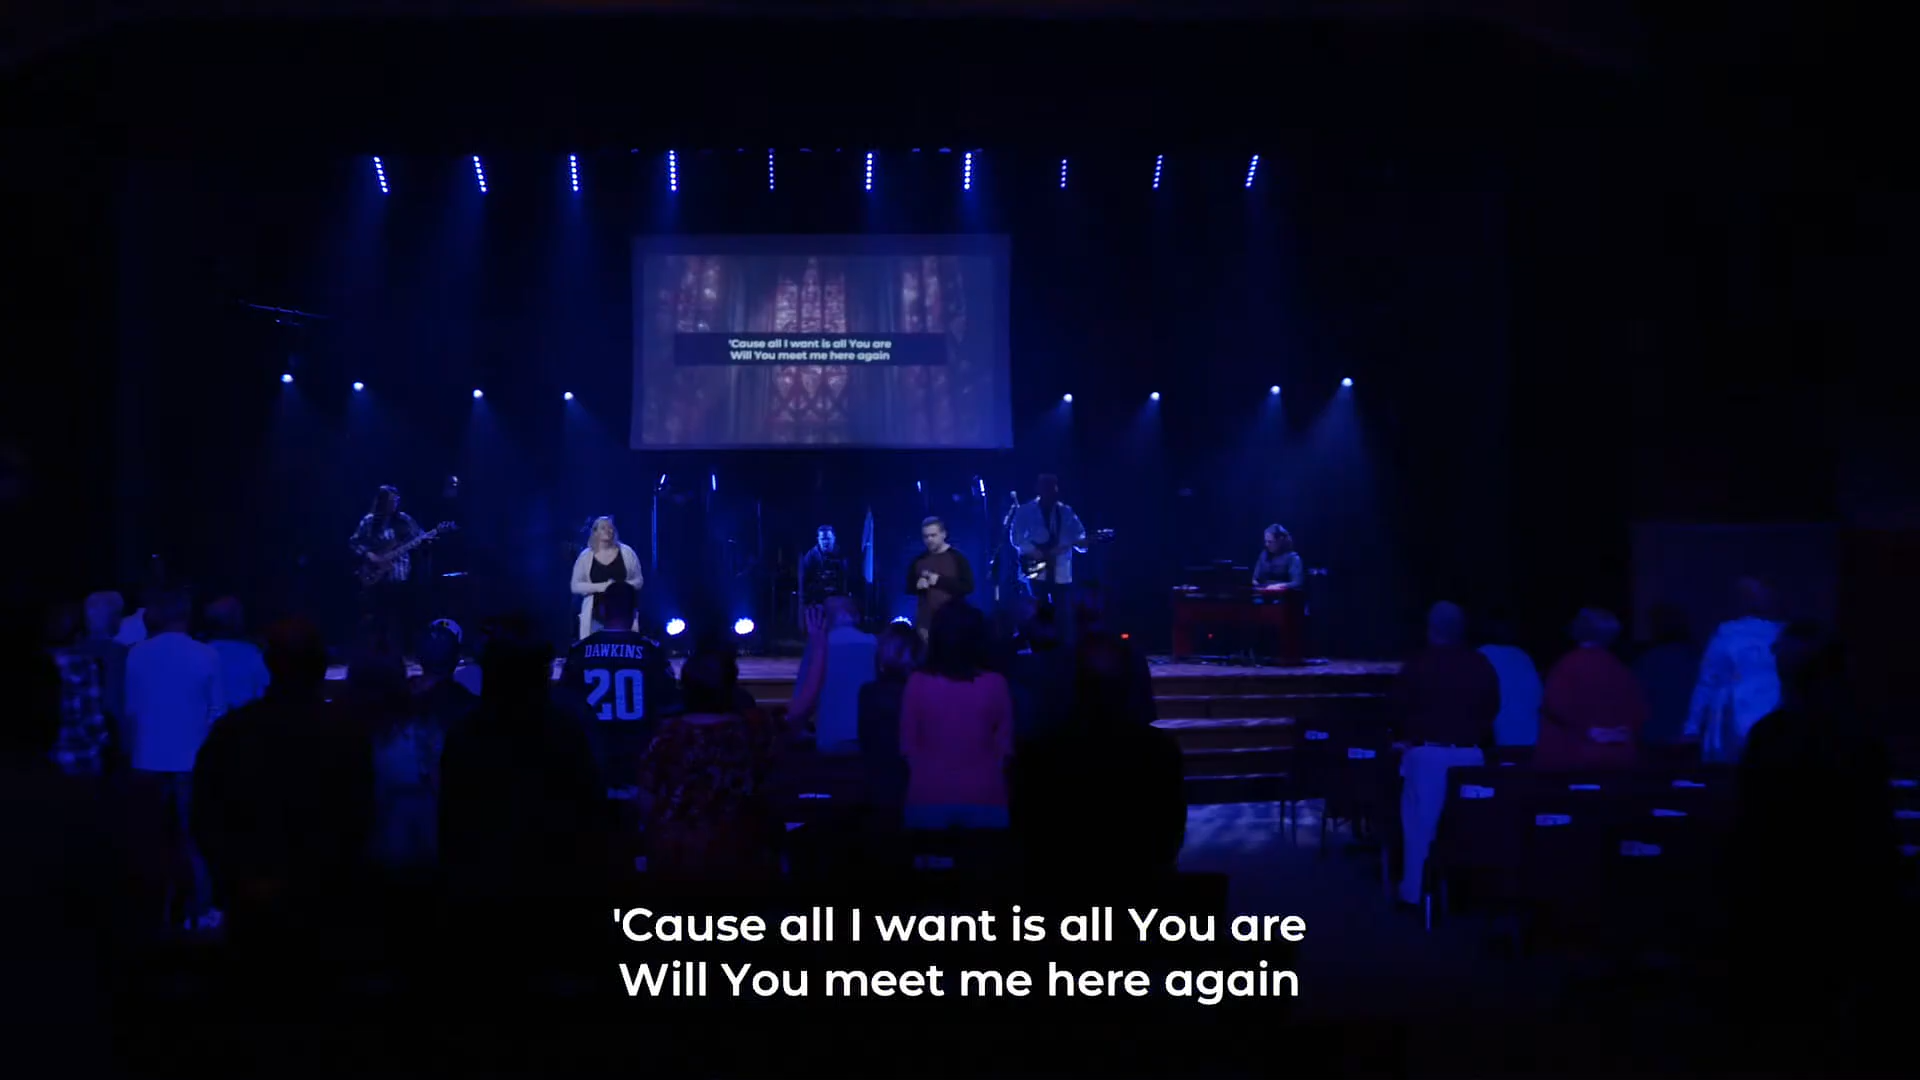 'Cause all I want is all You are
Will You meet me here again
DAWKINS
20
'Cause all I want is all You are
Will You meet me here again